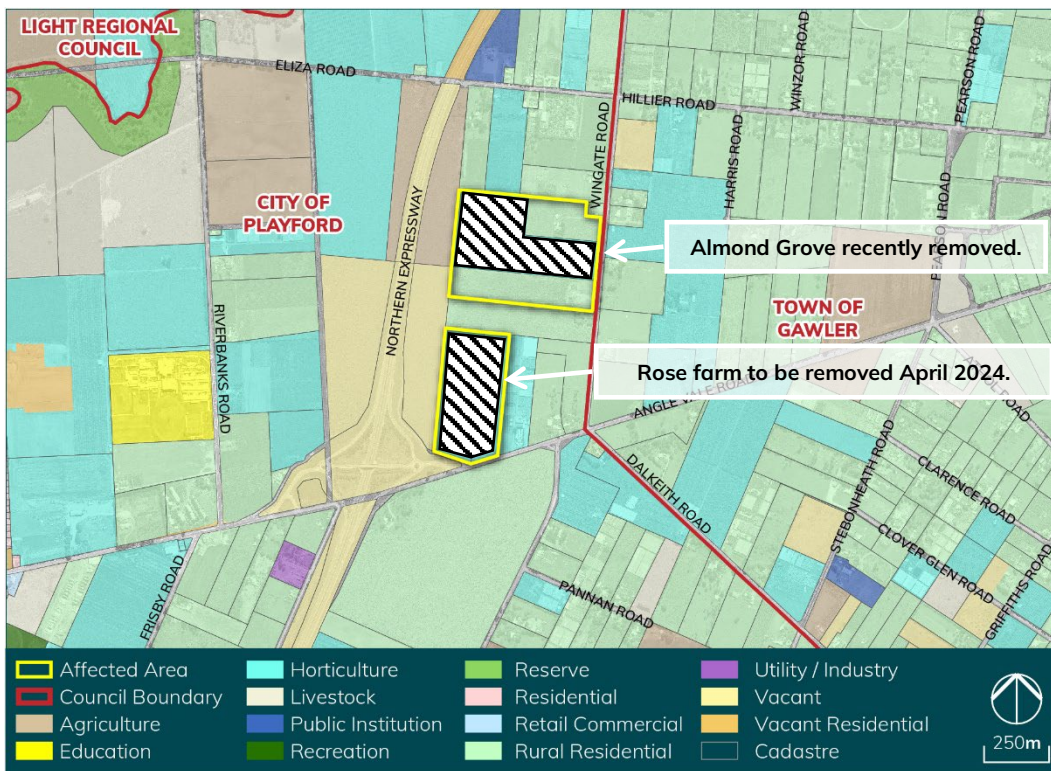 LIGHT REGIONAL
COUNCIL
ELIZA ROAD
HILLIER ROAD
WINZOR ROAD
PEARSON ROAD
WINGATE ROAD
HARRIS ROAD
CITY OF
PLAYFORD
NORTHERN EXPRESSWAY
RIVERBANKS ROAD
Almond Grove recently removed.
PEARSON ROAD
TOWN OF
GAWLER
Rose farm to be removed April 2024.
ANGLE VALE ROAD
DALKEITH ROAD
STEBONHEATH ROAD
CLARENCE ROAD
CLOVER GLEN ROAD
GRIFFITHS ROAD
FRISBY ROAD
PANNAN ROAD
Affected Area
Council Boundary
Agriculture
Education
Horticulture
Livestock
Public Institution
Recreation
Reserve
Residential
Retail Commercial
Rural Residential
Utility / Industry
Vacant
Vacant Residential
Cadastre
250m